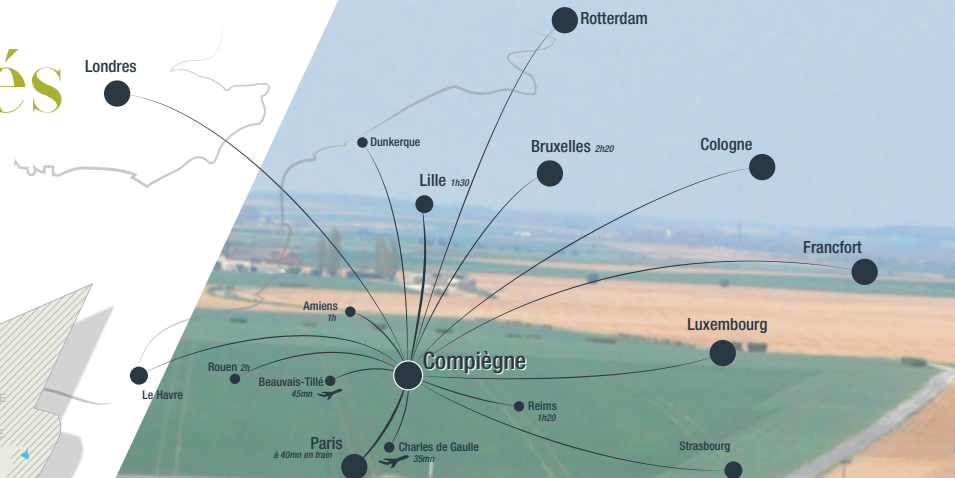 Rotterdam
és
Londres
Dunkerque
Bruxelles 2h20
Cologne
Lille 1h30
Francfort
Amiens
1h
Luxembourg
Compiègne
Rouen 2h
Beauvais-Tillé
45mn
Le Havre
Reims
1h20
Paris
à 40mn en train
Charles de Gaulle
35mn
Strasbourg